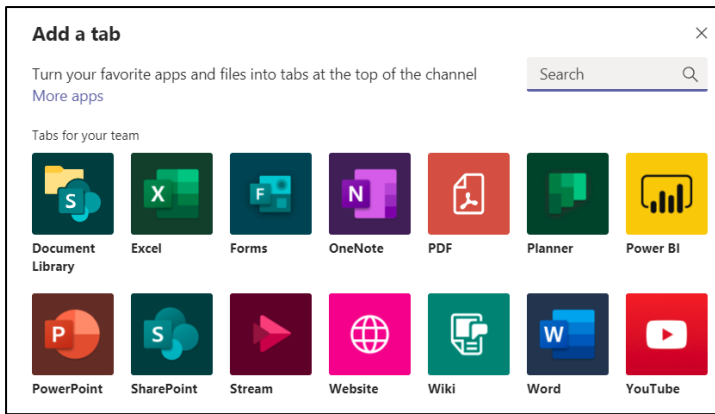 Add a tab
Turn your favorite apps and files into tabs at the top of the channel
Search
More apps
Tabs for your team
S
X
F
N
Document Library
Excel
Forms
OneNote
PDF
Planner
Power BI
P
S
W
PowerPoint
SharePoint
Stream
Website
Wiki
Word
YouTube